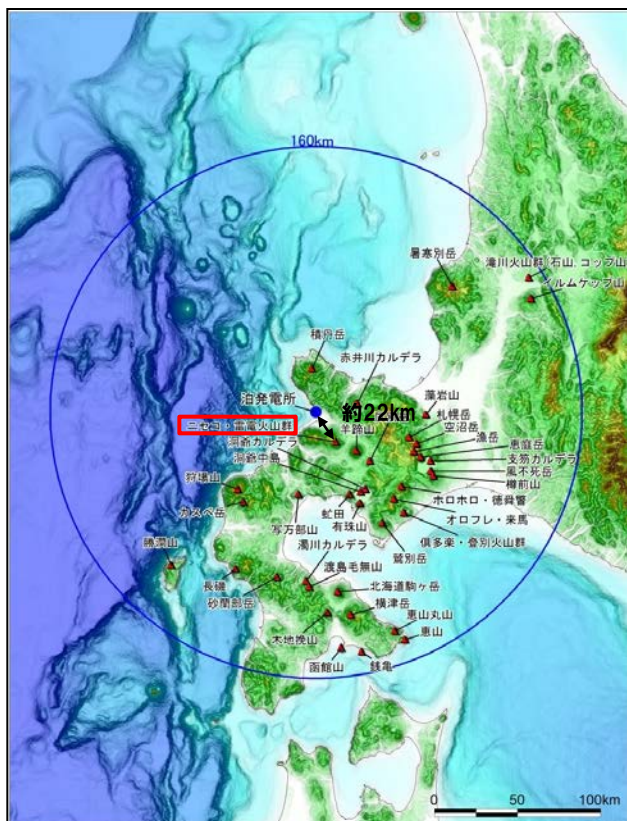 160km
暑寒別岳
滝川火山群(石山、コップ山)
イルムケップ山
積丹岳
赤井川カルデラ
泊発電所
約22km
藻岩山
札幌岳
空沼岳
漁岳
ニセコ・雷電火山群
羊蹄山
恵庭岳
洞爺カルデラ
支笏カルデラ
洞爺中島
風不死岳
狩場山
樽前山
カスベ岳
ホロホロ・徳舜瞥
写万部山
虻田
有珠山
オロフレ・来馬
倶多楽・登別火山群
濁川カルデラ
鷲別岳
勝澗山
渡島毛無山
長磯
北海道駒ヶ岳
砂蘭部岳
横津岳
恵山丸山
木地挽山
恵山
函館山
銭亀
0 50 100km